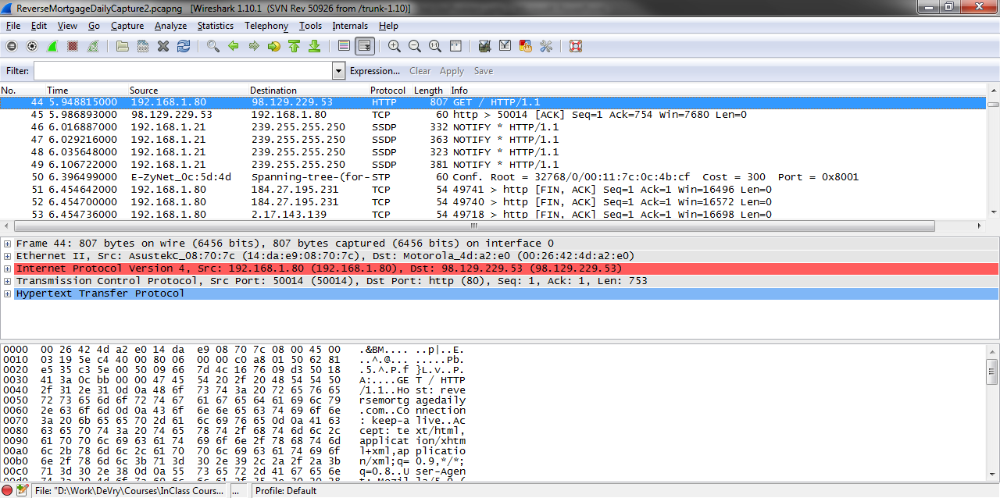 ReverseMortgageDailyCapture2.pcapng [Wireshark 1.10.1 (SVN Rev 50926 from /trunk-1.10)]
File Edit View Go Capture Analyze Statistics Telephony Tools Internals Help
Filter: Expression... Clear Apply Save
No. Time Source Destination Protocol Length Info
44 5.948815000 192.168.1.80 98.129.229.53 HTTP 807 GET / HTTP/1.1
45 5.986893000 98.129.229.53 192.168.1.80 TCP 60 http > 50014 [ACK] Seq=1 Ack=754 Win=7680 Len=0
46 6.016887000 192.168.1.21 239.255.255.250 SSDP 332 NOTIFY * HTTP/1.1
47 6.029216000 192.168.1.21 239.255.255.250 SSDP 363 NOTIFY * HTTP/1.1
48 6.035648000 192.168.1.21 239.255.255.250 SSDP 323 NOTIFY * HTTP/1.1
49 6.106722000 192.168.1.21 239.255.255.250 SSDP 381 NOTIFY * HTTP/1.1
50 6.396499000 E-ZyNet_0c:5d:4d Spanning-tree-(for- STP 60 Conf. Root = 32768/0/00:11:7c:0c:4b:cf Cost = 300 Port = 0x8001
51 6.454642000 192.168.1.80 184.27.195.231 TCP 54 49741 > http [FIN, ACK] Seq=1 Ack=1 Win=16496 Len=0
52 6.454700000 192.168.1.80 184.27.195.231 TCP 54 49740 > http [FIN, ACK] Seq=1 Ack=1 Win=16572 Len=0
53 6.454736000 192.168.1.80 2.17.143.139 TCP 54 49718 > http [FIN, ACK] Seq=1 Ack=1 Win=16698 Len=0
Frame 44: 807 bytes on wire (6456 bits), 807 bytes captured (6456 bits) on interface 0
Ethernet II, Src: AsustekC_08:70:7c (14:da:e9:08:70:7c), Dst: Motorola_4d:a2:e0 (00:26:42:4d:a2:e0)
Internet Protocol Version 4, Src: 192.168.1.80 (192.168.1.80), Dst: 98.129.229.53 (98.129.229.53)
Transmission Control Protocol, Src Port: 50014 (50014), Dst Port: http (80), Seq: 1, Ack: 1, Len: 753
Hypertext Transfer Protocol
0000 00 26 42 4d a2 e0 14 da e9 08 70 7c 08 00 45 00 .&BM.... ..p|..E.
0010 03 19 5e c4 40 00 80 06 00 00 c0 a8 01 50 62 81 ..^.@... .....Pb.
0020 e5 35 c3 5e 00 50 09 66 7d 4c 16 76 09 d3 50 18 .5.^.P.f }L.v..P.
0030 41 3a 0c bb 00 00 47 45 54 20 2f 20 48 54 54 50 A:....GE T / HTTP
0040 2f 31 2e 31 0d 0a 48 6f 73 74 3a 20 72 65 76 65 /1.1..Ho st: reve
0050 72 73 65 6d 6f 72 74 67 61 67 65 64 61 69 6c 79 rsemortg agedaily
0060 2e 63 6f 6d 0d 0a 43 6f 6e 6e 65 63 74 69 6f 6e .com..Co nnection
0070 3a 20 6b 65 65 70 2d 61 6c 69 76 65 0d 0a 41 63 : keep-a live..Ac
0080 63 65 70 74 3a 20 74 65 78 74 2f 68 74 6d 6c 2c cept: te xt/html,
0090 61 70 70 6c 69 63 61 74 69 6f 6e 2f 78 68 74 6d applicat ion/xhtm
00a0 6c 2b 78 6d 6c 2c 61 70 70 6c 69 63 61 74 69 6f l+xml,ap plicatio
00b0 6e 2f 78 6d 6c 3b 71 3d 30 2e 39 2c 2a 2f 2a 3b n/xml;q= 0.9,*/*;
00c0 71 3d 30 2e 38 0d 0a 55 73 65 72 2d 41 67 65 6e q=0.8..U ser-Agen
File: "D:\Work\DeVry\Courses\InClass Cours... ... Profile: Default